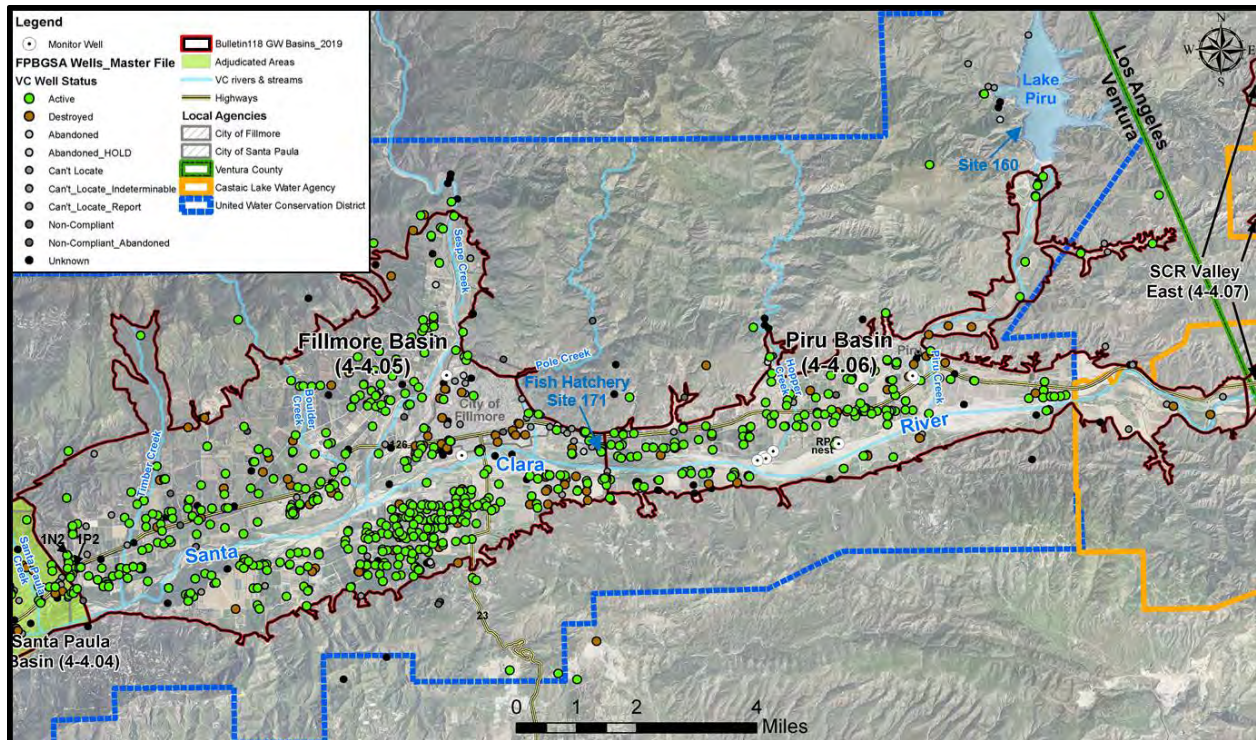 Legend
Monitor Well
FPBGSA Wells_Master File
VC Well Status
Active
Destroyed
Abandoned
Abandoned_HOLD
Can't Locate
Can't_Locate_Indeterminable
Can't_Locate_Report
Non-Compliant
Non-Compliant_Abandoned
Unknown
Bulletin118 GW Basins_2019
Adjudicated Areas
VC rivers & streams
Highways
Local Agencies
City of Fillmore
City of Santa Paula
Ventura County
Castaic Lake Water Agency
United Water Conservation District
N
W E
S
Los Angeles
Ventura
Lake
Piru
Site 160
SCR Valley
East (4-4.07)
Sespe Creek
Fillmore Basin
(4-4.05)
Pole Creek
Fish Hatchery
Site 171
City of
Fillmore
Hopper
Creek
Piru Basin
(4-4.06)
Piru
Piru Creek
Boulder
Creek
Timber Creek
126
RP
nest
Santa
Clara
River
1N2
1P2
Santa Paula
Creek
Santa Paula
Basin (4-4.04)
23
0 1 2 4
Miles